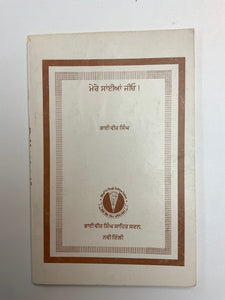 ਮੇਰੇ ਸਾਂਈਆਂ ਜੀਓ !
ਭਾਈ ਵੀਰ ਸਿੰਘ
ਭਾਈ ਵੀਰ ਸਿੰਘ ਸਾਹਿਤ ਸਦਨ,
ਨਵੀਂ ਦਿੱਲੀ